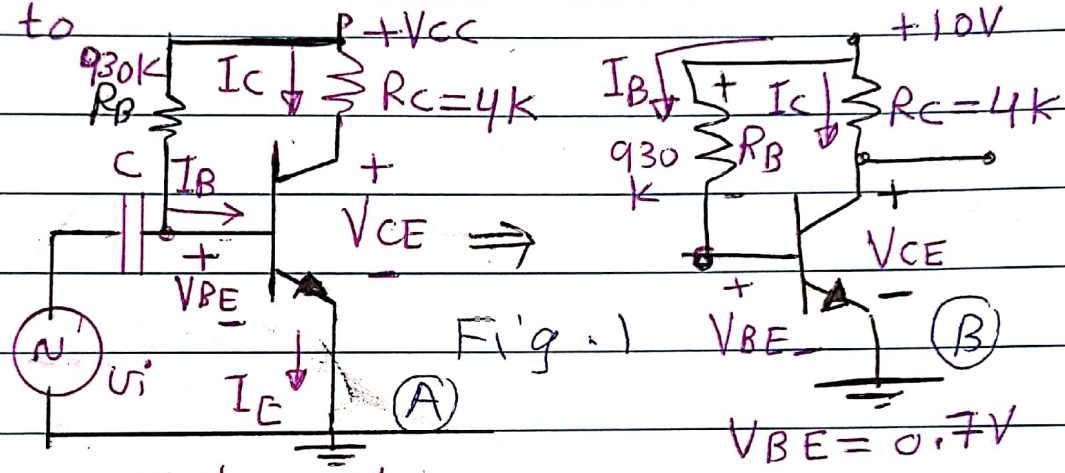 to
P +VCC
930K
RB
IC
RC=4K
C
IB
+
VCE
-
+
VBE
-
Vi
IE
A
⇒
Fig. 1
+10V
IB
+
IC
RC=4K
930
K
RB
-
+
VCE
-
+
VBE
-
B
VBE = 0.7V